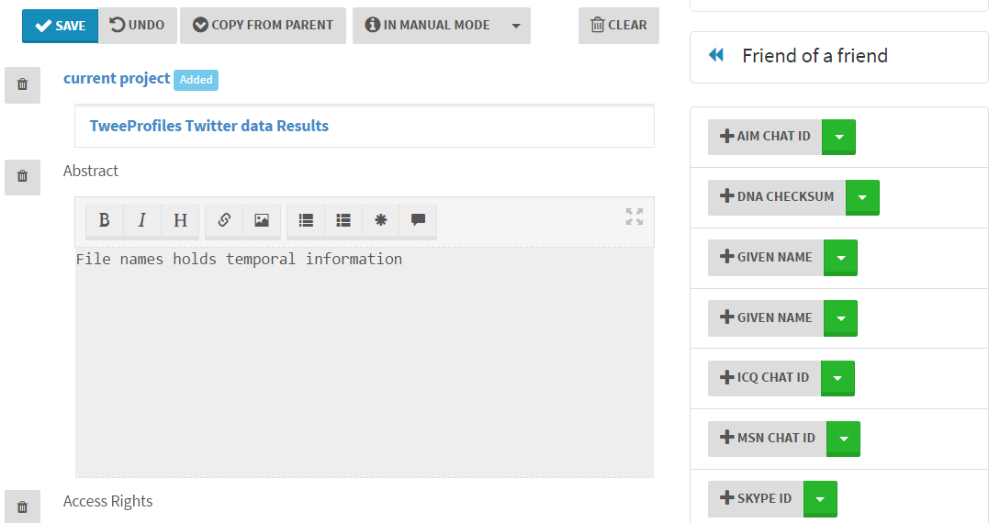 SAVE UNDO COPY FROM PARENT IN MANUAL MODE CLEAR
current project Added
TweeProfiles Twitter data Results
Abstract
B I H
File names holds temporal information
Access Rights
Friend of a friend
AIM CHAT ID
DNA CHECKSUM
GIVEN NAME
GIVEN NAME
ICQ CHAT ID
MSN CHAT ID
SKYPE ID